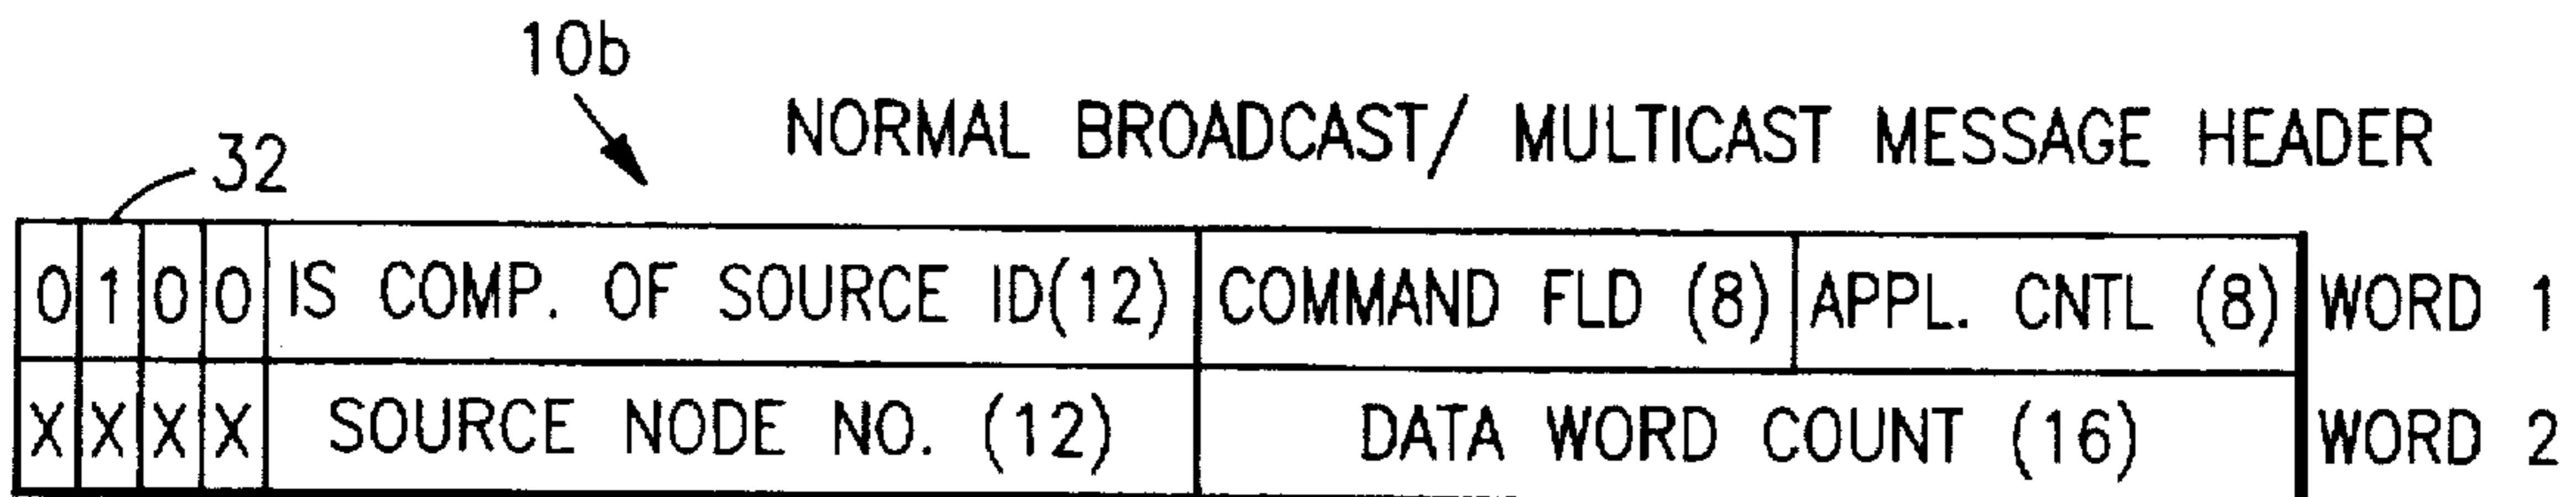 10b
NORMAL BROADCAST/ MULTICAST MESSAGE HEADER
32
0 1 0 0 IS COMP. OF SOURCE ID(12) COMMAND FLD (8) APPL. CNTL (8) WORD 1
X X X X SOURCE NODE NO. (12) DATA WORD COUNT (16) WORD 2